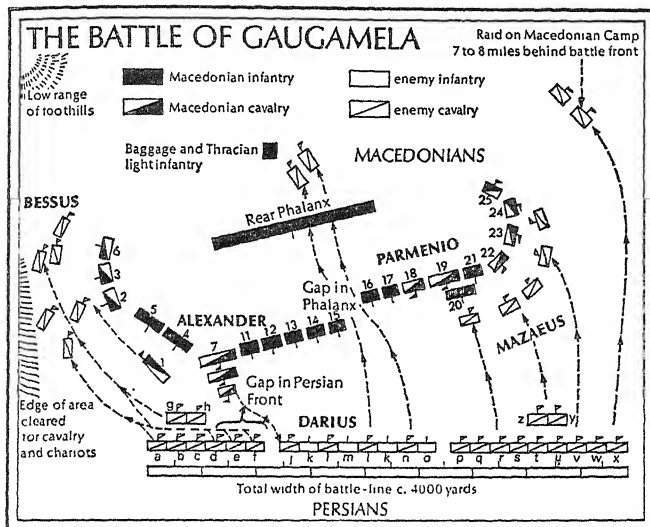 THE BATTLE OF GAUGAMELA
Raid on Macedonian Camp
7 to 8 miles behind battle front
Low range
of foothills
Macedonian infantry
enemy infantry
Macedonian cavalry
enemy cavalry
Baggage and Thracian
light infantry
MACEDONIANS
BESSUS
Rear Phalanx
25
24
23
22
6
3
2
PARMENIO
16 17 18 19 21
20
5
4
ALEXANDER
Gap in
Phalanx
7 11 12 13 14 15
1
MAZAEUS
Gap in Persian
Front
Edge of area
cleared
for cavalry
and chariots
g h
DARIUS
z y
a b c d e f j k l m l k n o p q r s t u v w x
Total width of battle-line c. 4000 yards
PERSIANS